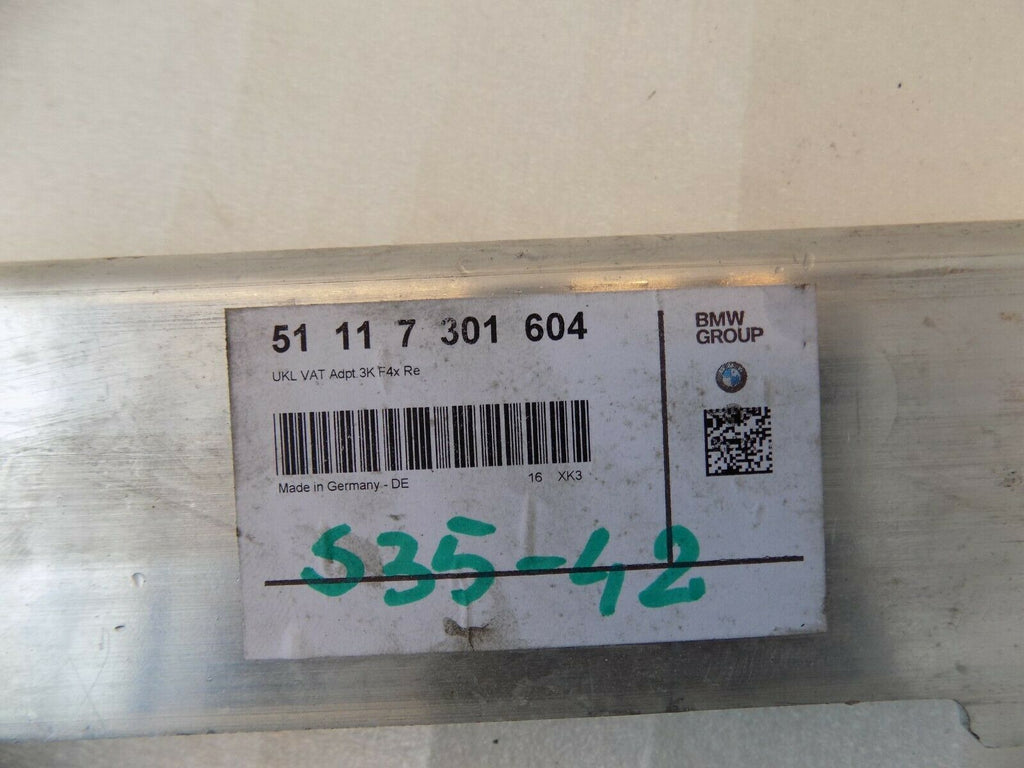 51 11 7 301 604
UKL VAT Adpt 3K F4x Re
Made in Germany - DE
16 XK3
BMW
GROUP
S35-42